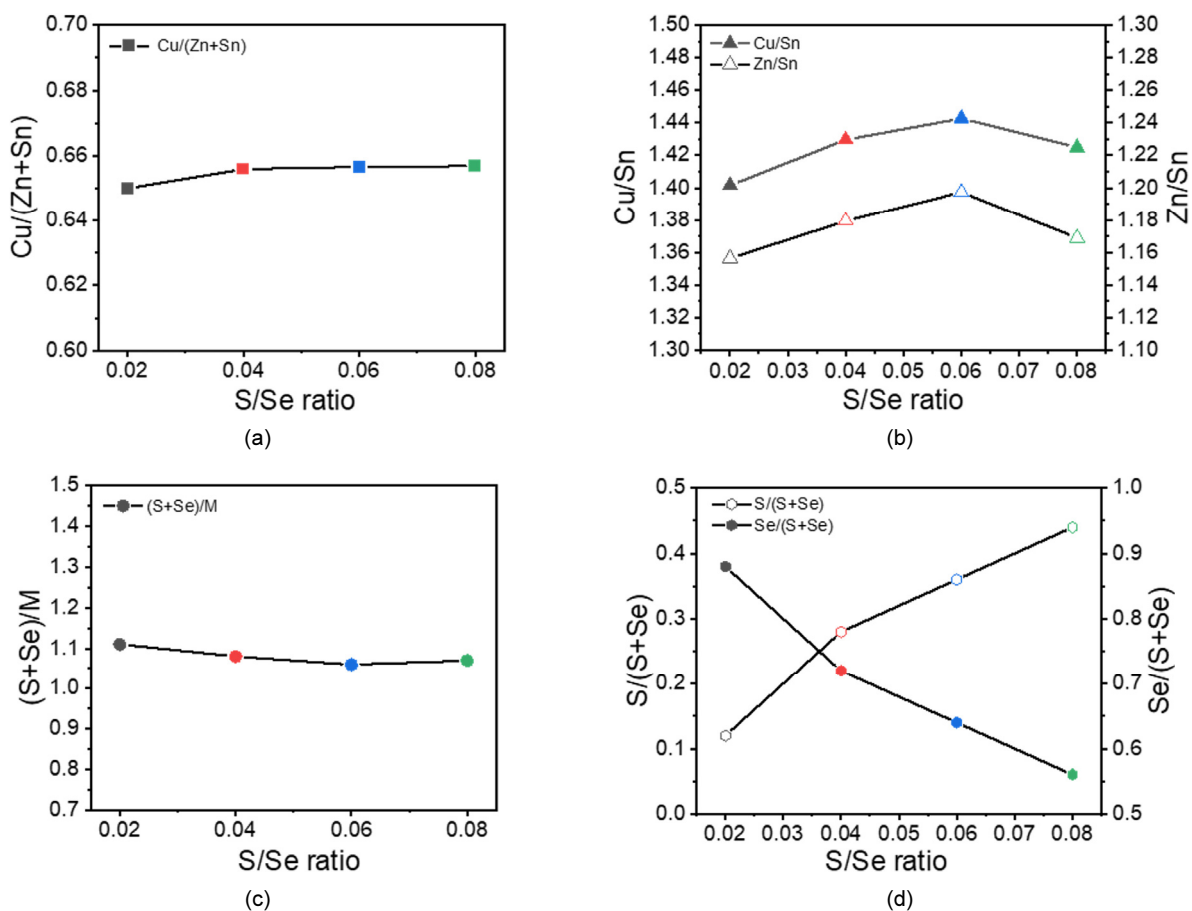 Cu/(Zn+Sn)
0.70
0.68
0.66
0.64
0.62
0.60
Cu/(Zn+Sn)
0.02 0.04 0.06 0.08
S/Se ratio
(a)
Cu/Sn
Zn/Sn
1.50
1.48
1.46
1.44
1.42
1.40
1.38
1.36
1.34
1.32
1.30
Cu/Sn
1.30
1.28
1.26
1.24
1.22
1.20
1.18
1.16
1.14
1.12
1.10
Zn/Sn
0.02 0.03 0.04 0.05 0.06 0.07 0.08
S/Se ratio
(b)
(S+Se)/M
1.5
1.4
1.3
1.2
1.1
1.0
0.9
0.8
0.7
(S+Se)/M
0.02 0.04 0.06 0.08
S/Se ratio
(c)
S/(S+Se)
Se/(S+Se)
0.5
0.4
0.3
0.2
0.1
0.0
S/(S+Se)
1.0
0.9
0.8
0.7
0.6
0.5
Se/(S+Se)
0.02 0.03 0.04 0.05 0.06 0.07 0.08
S/Se ratio
(d)